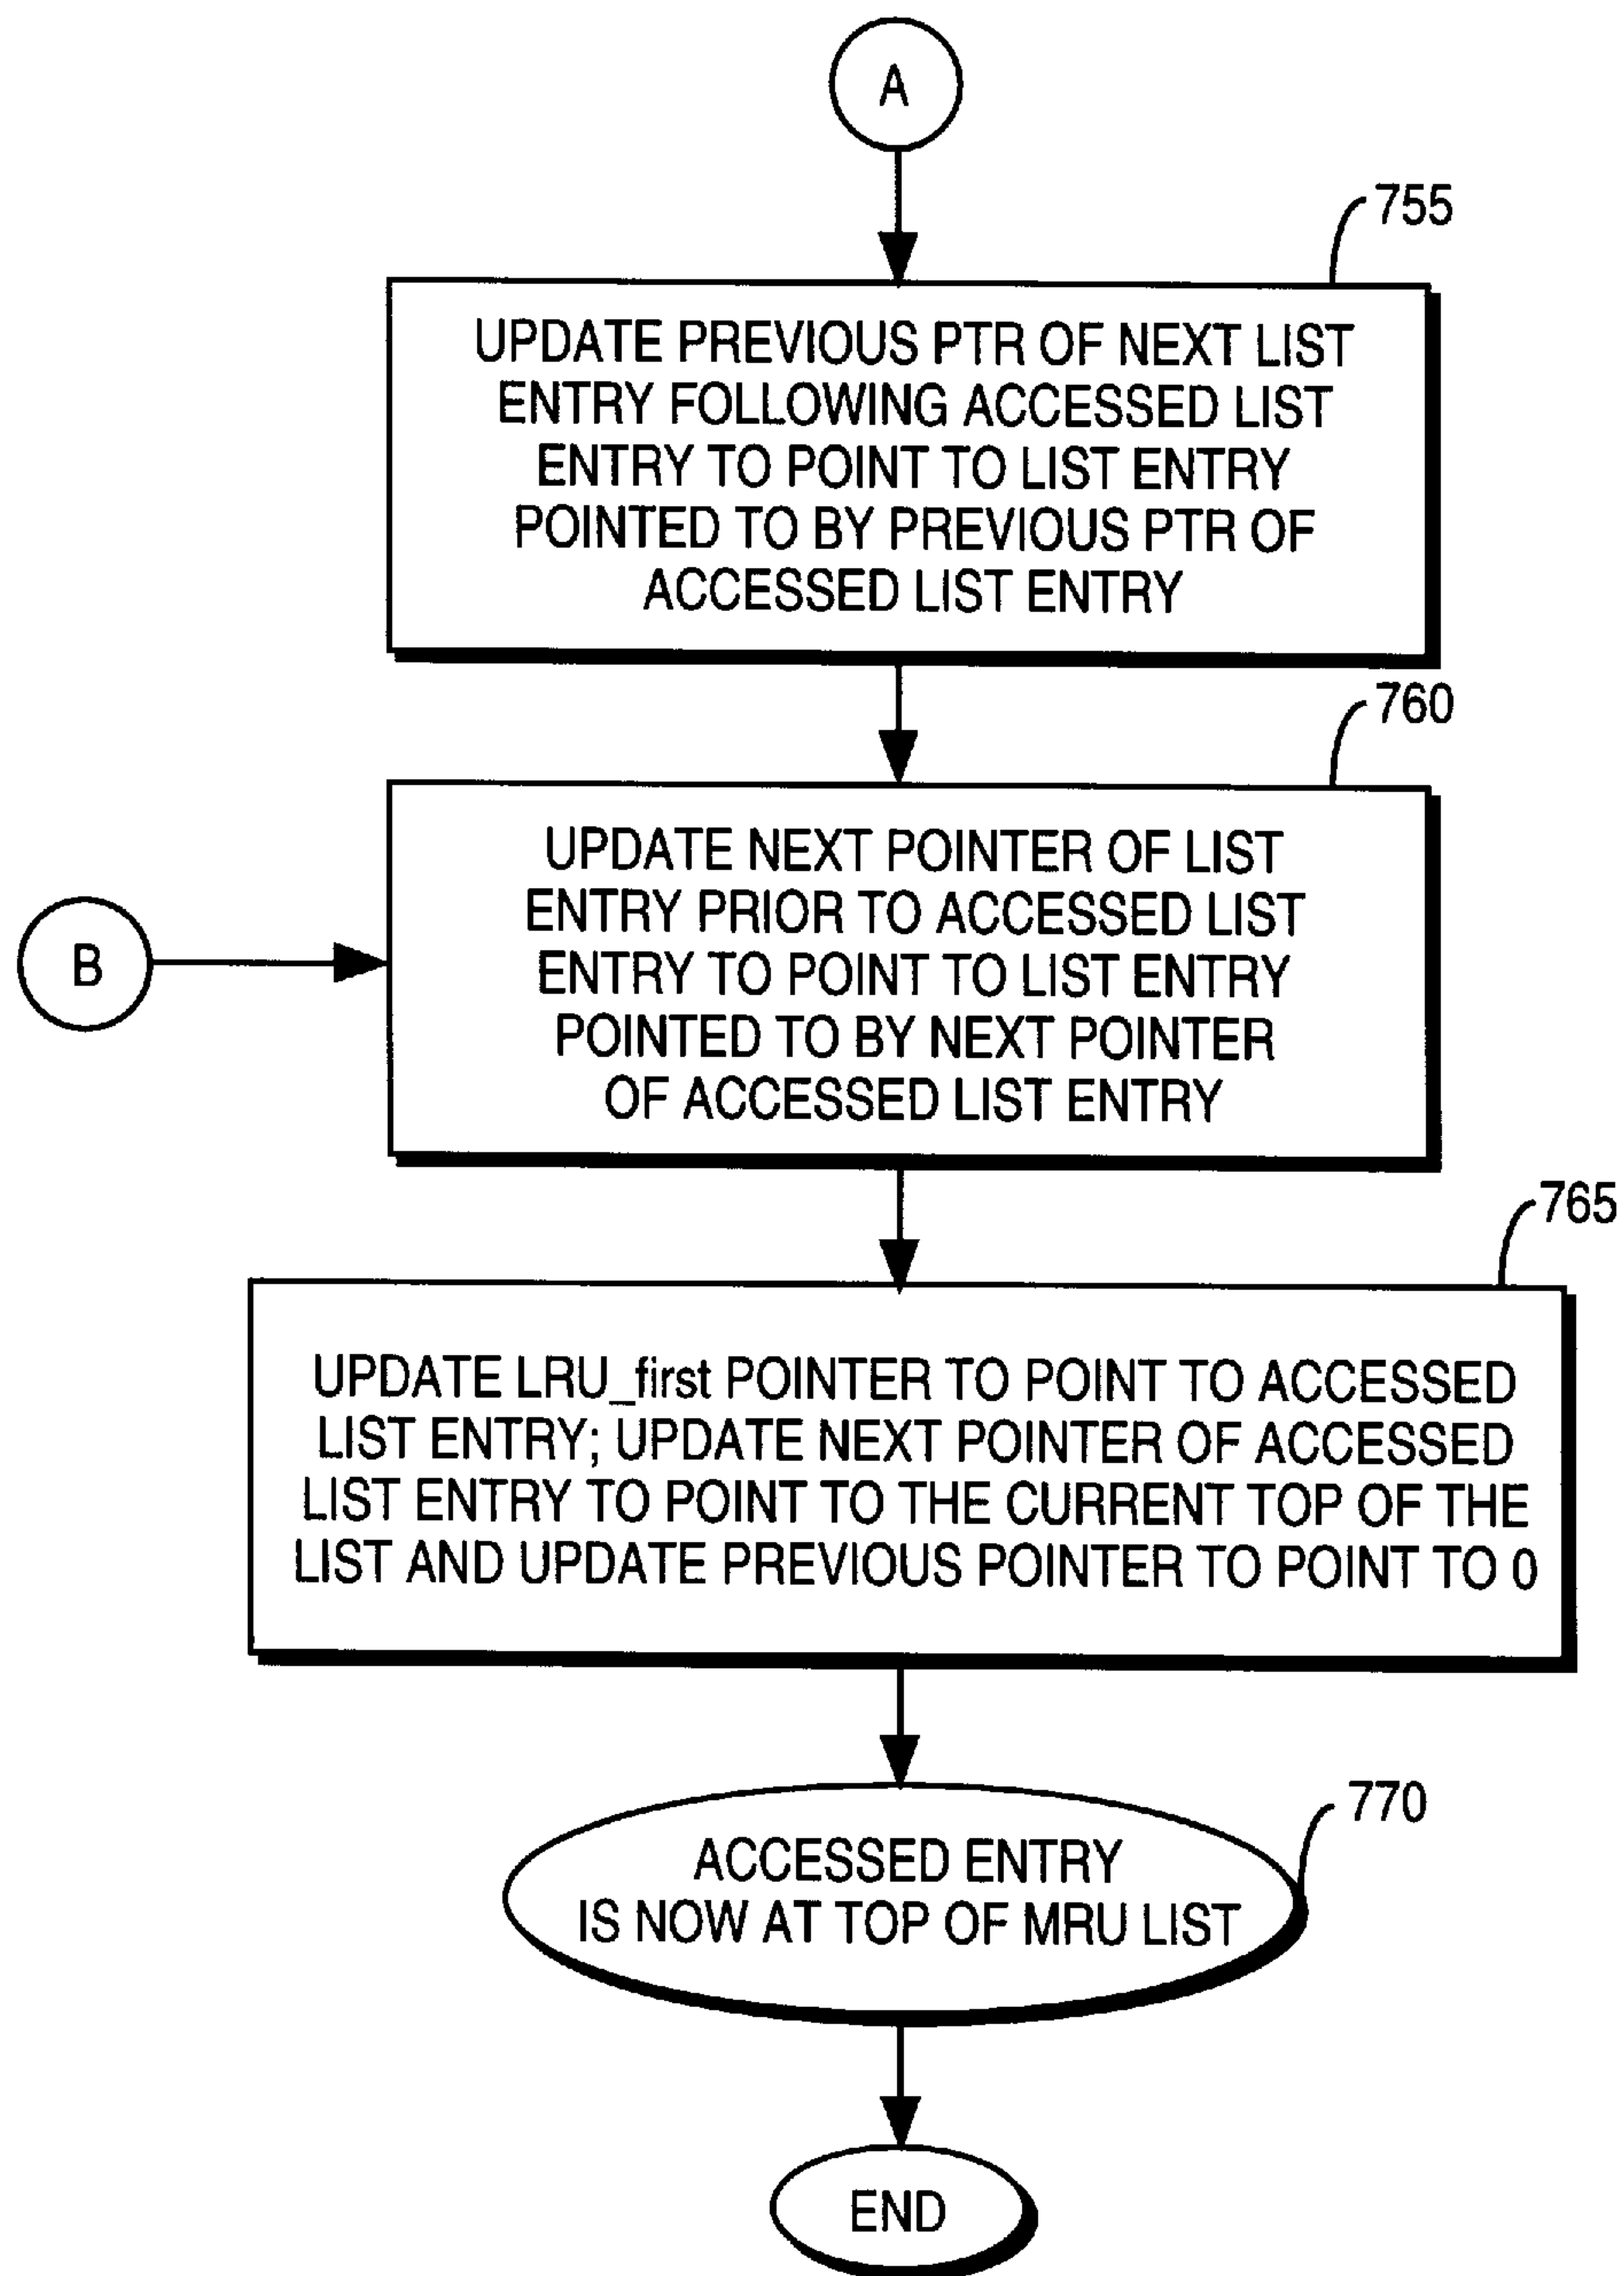 A
755
UPDATE PREVIOUS PTR OF NEXT LIST
ENTRY FOLLOWING ACCESSED LIST
ENTRY TO POINT TO LIST ENTRY
POINTED TO BY PREVIOUS PTR OF
ACCESSED LIST ENTRY
760
UPDATE NEXT POINTER OF LIST
ENTRY PRIOR TO ACCESSED LIST
ENTRY TO POINT TO LIST ENTRY
POINTED TO BY NEXT POINTER
OF ACCESSED LIST ENTRY
B
765
UPDATE LRU_first POINTER TO POINT TO ACCESSED
LIST ENTRY; UPDATE NEXT POINTER OF ACCESSED
LIST ENTRY TO POINT TO THE CURRENT TOP OF THE
LIST AND UPDATE PREVIOUS POINTER TO POINT TO 0
770
ACCESSED ENTRY
IS NOW AT TOP OF MRU LIST
END